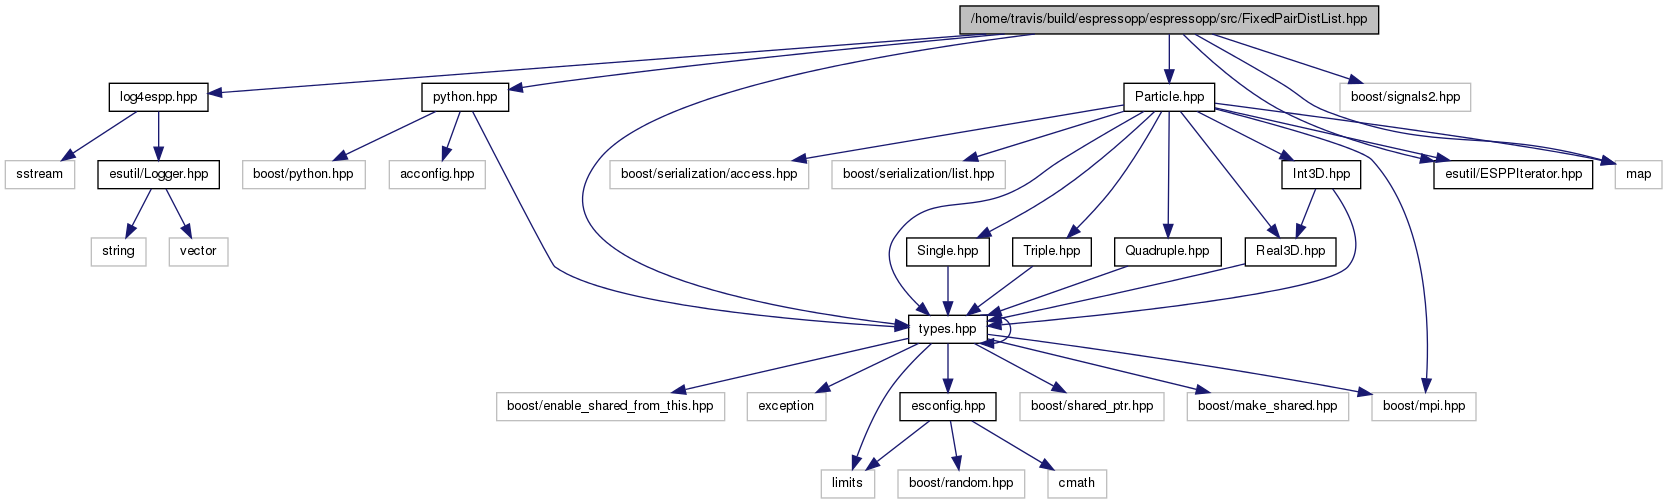 /home/travis/build/espressopp/espressopp/src/FixedPairDistList.hpp
log4espp.hpp
python.hpp
Particle.hpp
boost/signals2.hpp
sstream
esutil/Logger.hpp
boost/python.hpp
acconfig.hpp
boost/serialization/access.hpp
boost/serialization/list.hpp
Int3D.hpp
esutil/ESPPIterator.hpp
map
string
vector
Single.hpp
Triple.hpp
Quadruple.hpp
Real3D.hpp
types.hpp
boost/enable_shared_from_this.hpp
exception
esconfig.hpp
boost/shared_ptr.hpp
boost/make_shared.hpp
boost/mpi.hpp
limits
boost/random.hpp
cmath